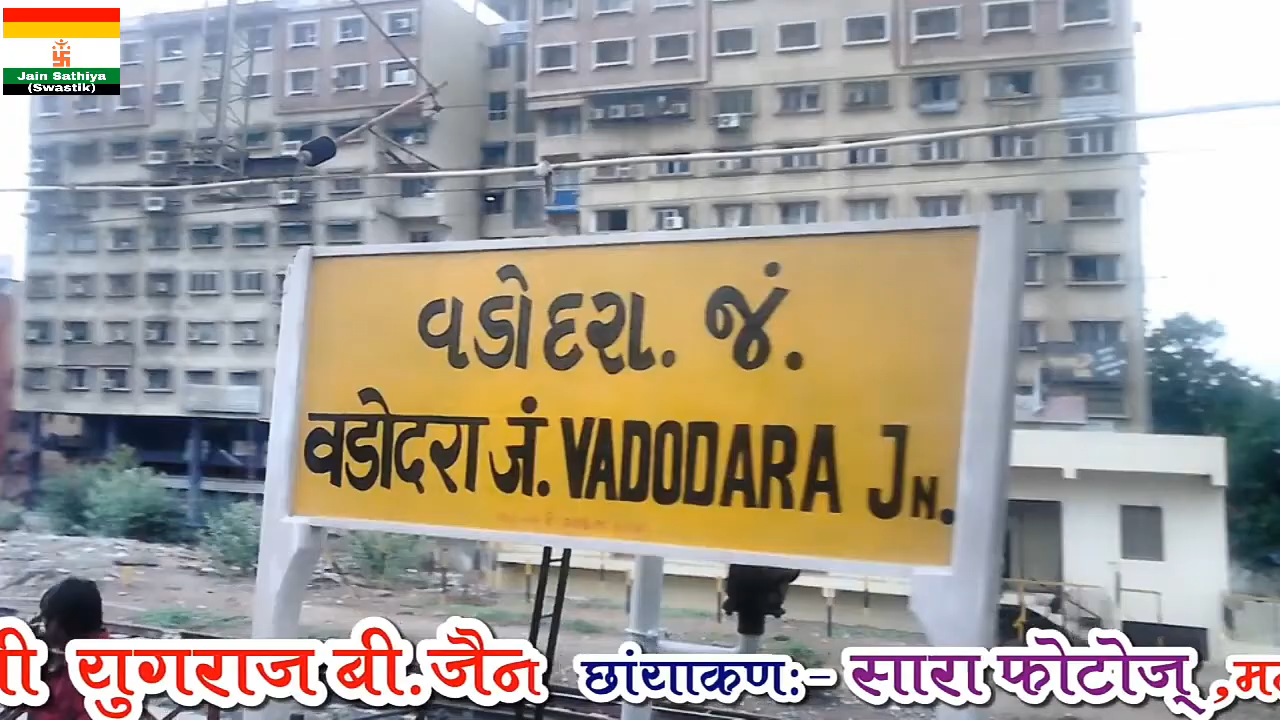 Jain Sathiya
(Swastik)
વડોદરા. જં.
वडोदरा जं. VADODARA JN.
युगराज बी. जैन छांयाकण:- सारा फोटोज् ,